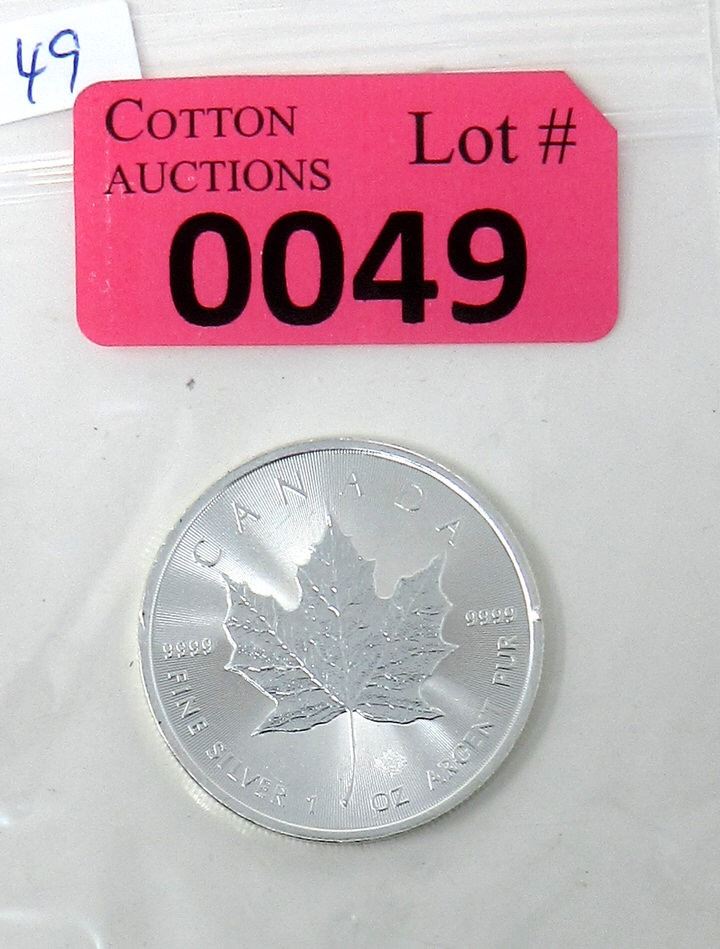 49
COTTON
AUCTIONS
Lot #
0049
CANADA
9999
9999
FINE SILVER 1 OZ ARGENT PUR